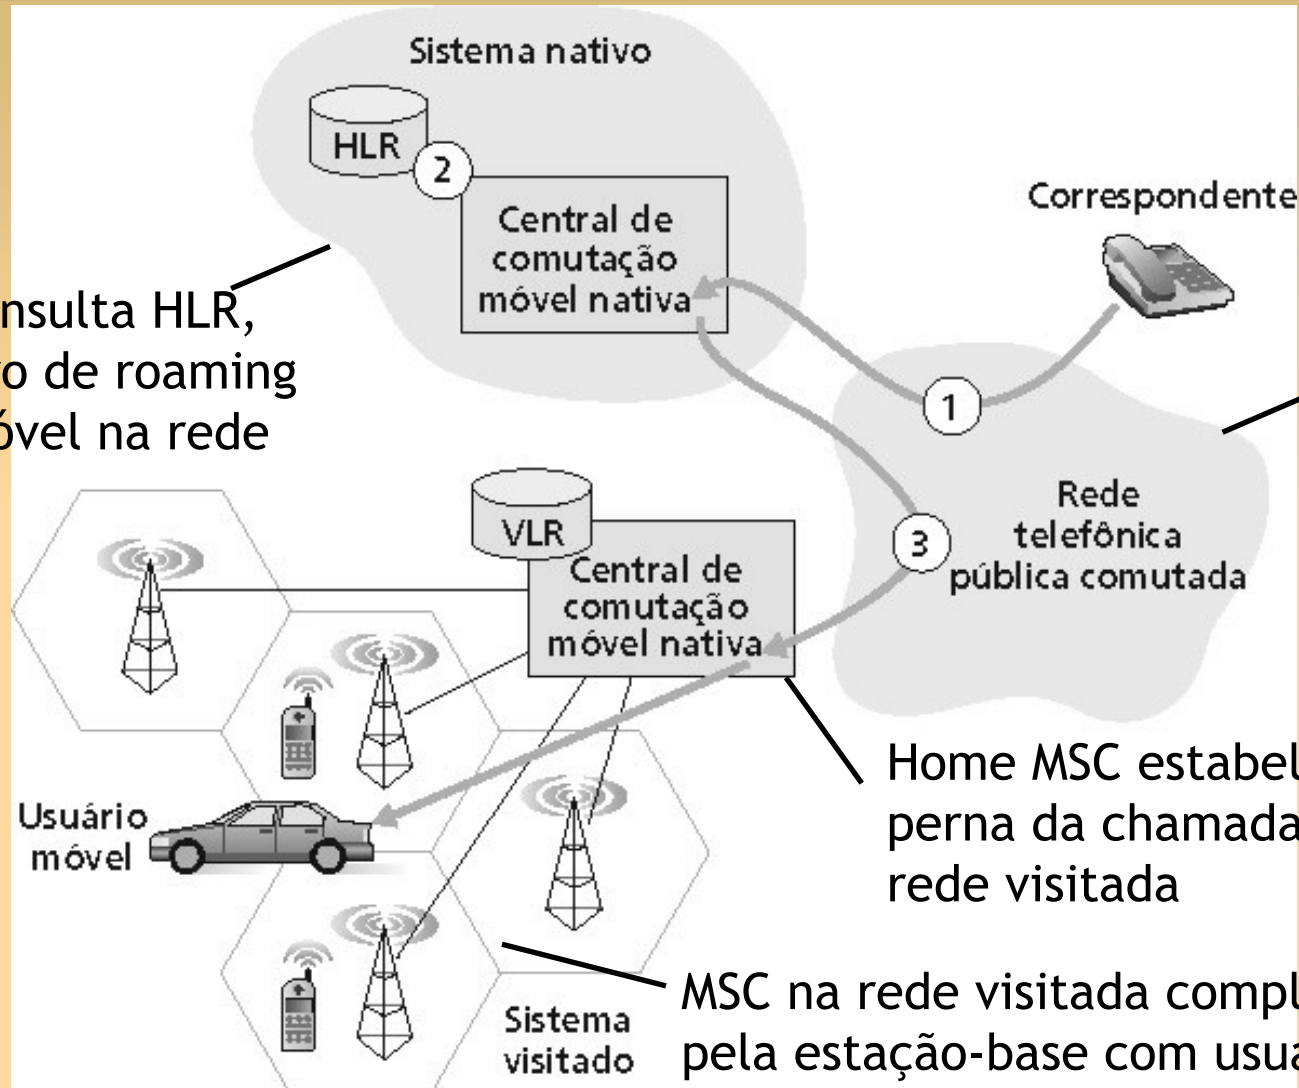 Sistema nativo
HLR
2
Central de
comutação
móvel nativa
Correspondente
nsulta HLR,
o de roaming
óvel na rede
1
Rede
telefônica
pública comutada
3
VLR
Central de
comutação
móvel nativa
Usuário
móvel
Home MSC estabel
perna da chamada
rede visitada
Sistema
visitado
MSC na rede visitada compl
pela estação-base com usu